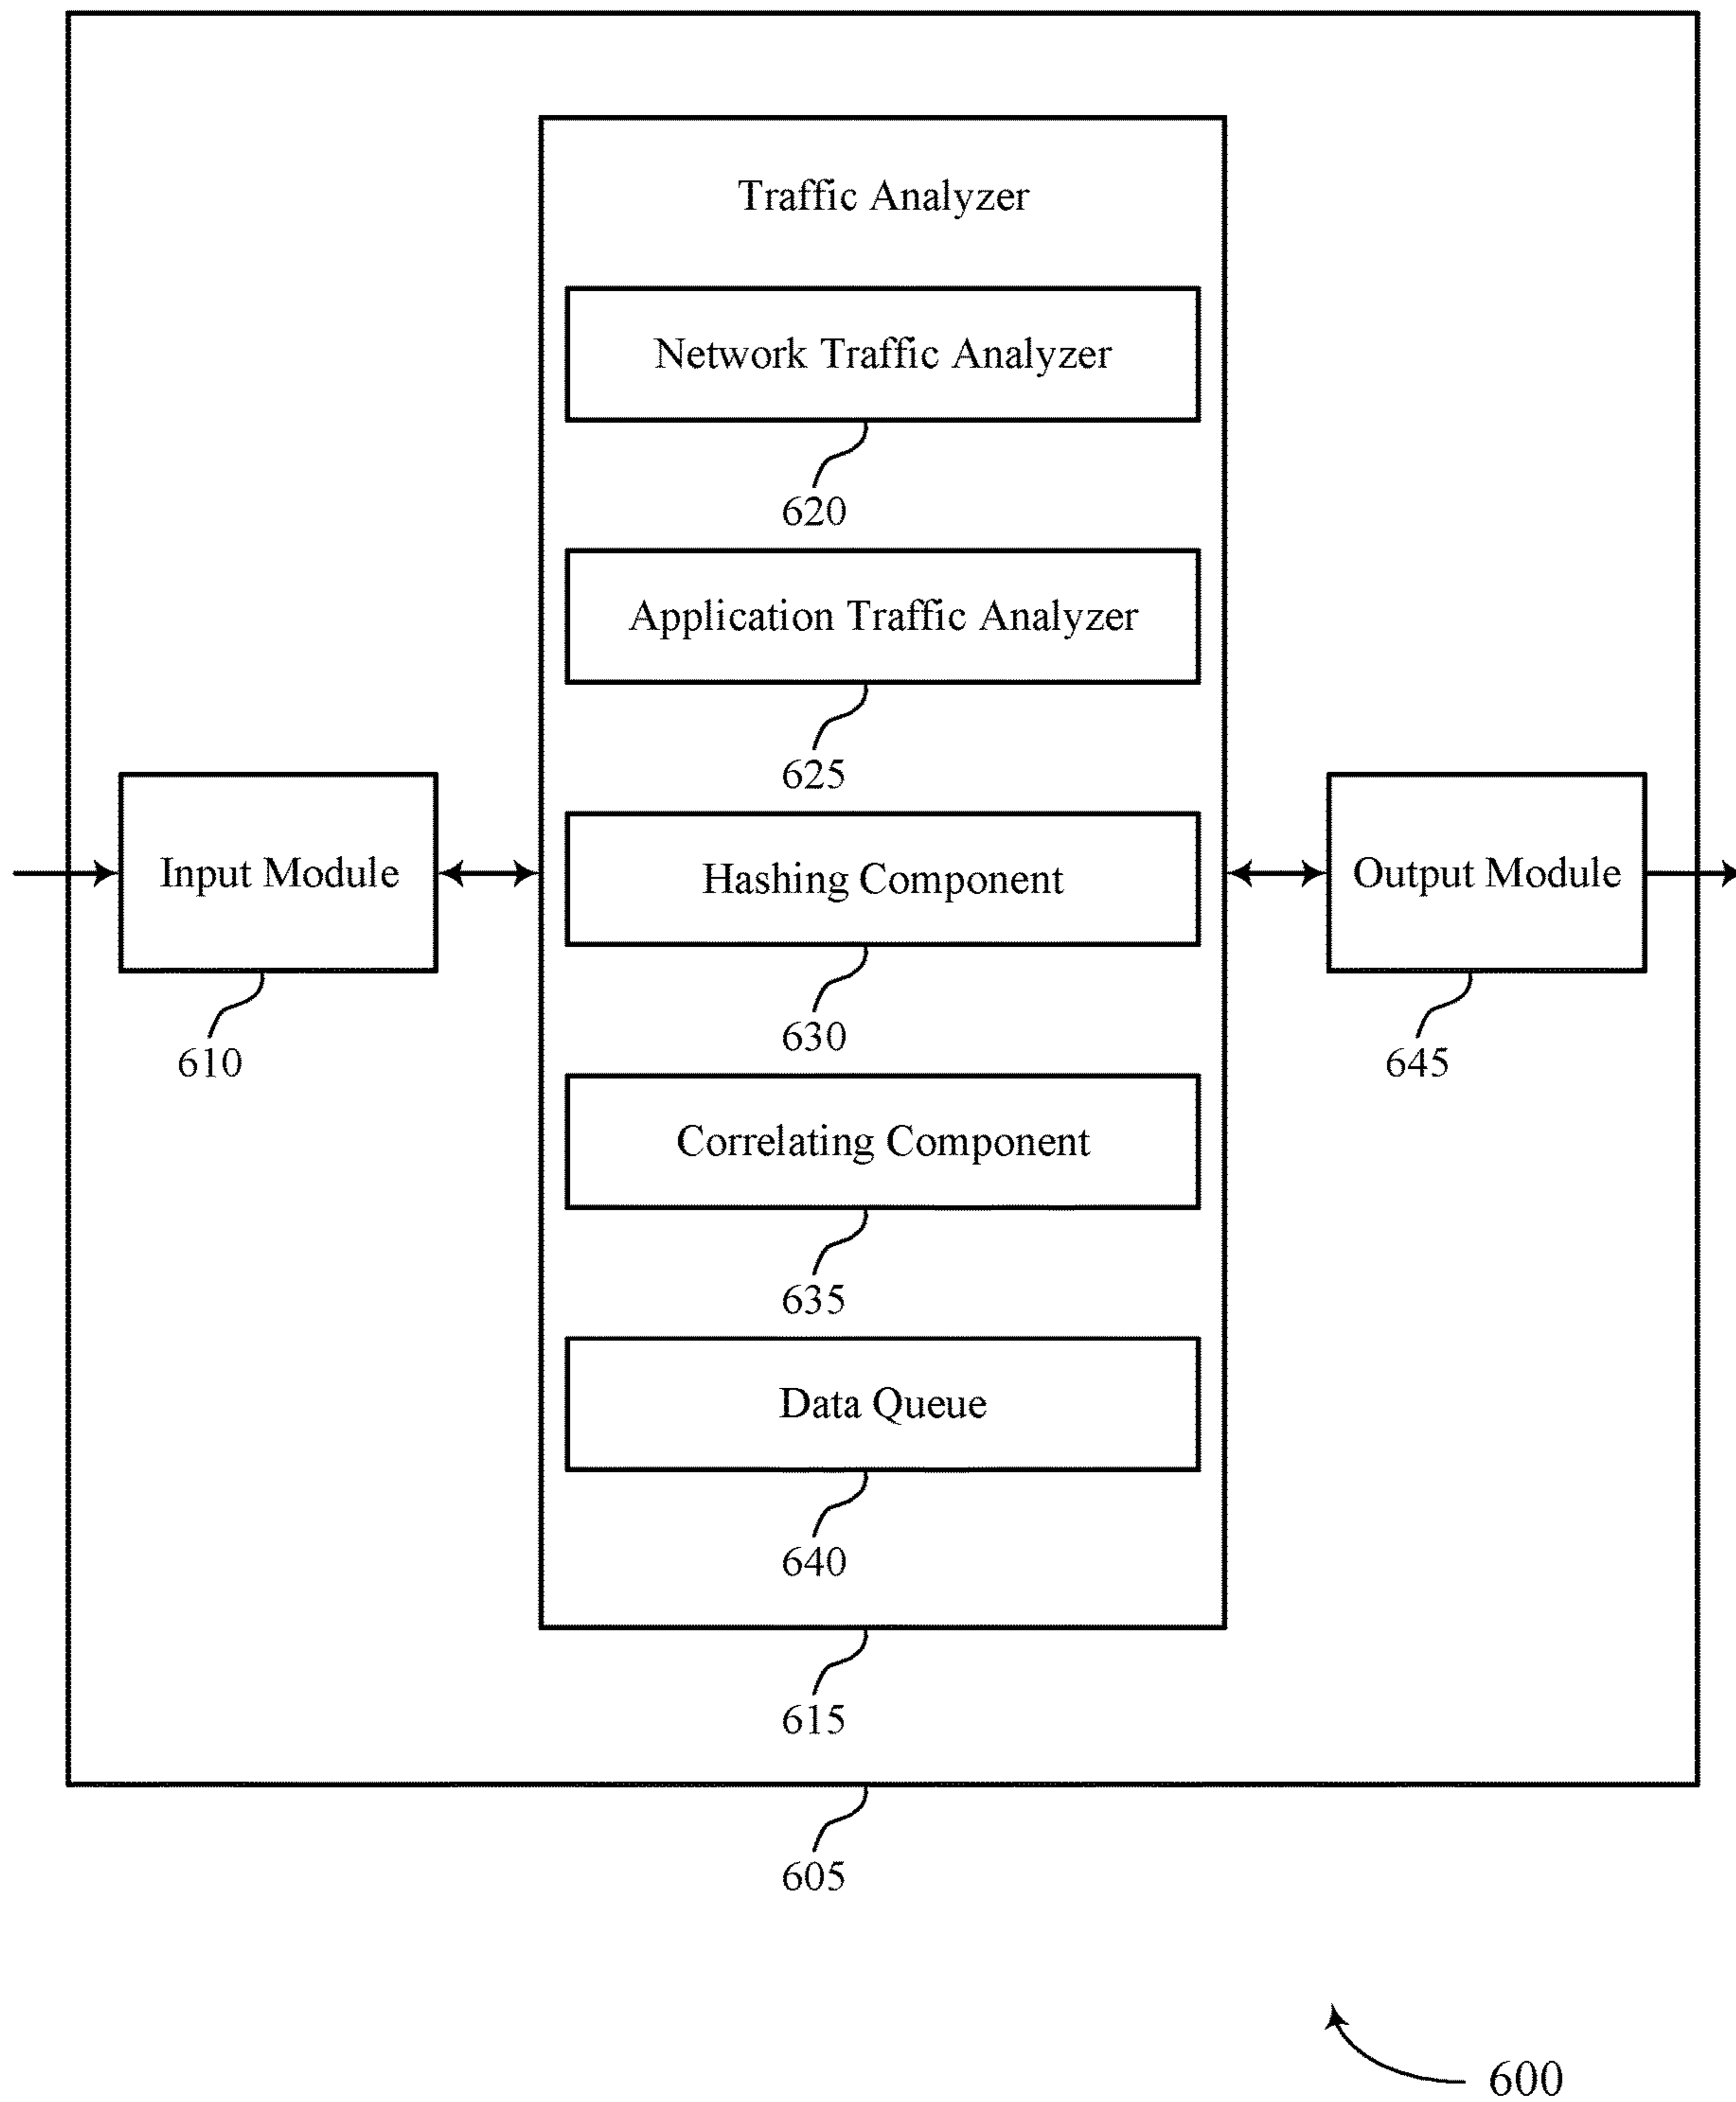 Traffic Analyzer
Network Traffic Analyzer
620
Application Traffic Analyzer
625
Input Module
Hashing Component
Output Module
630
610
645
Correlating Component
635
Data Queue
640
615
605
600